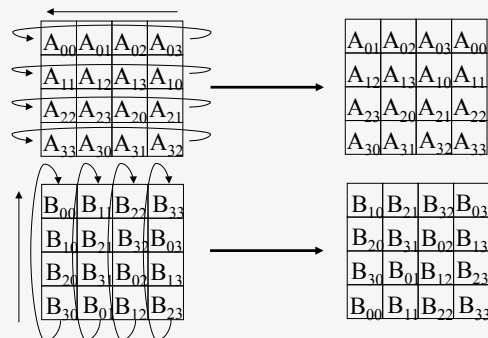 A00 A01 A02 A03
A11 A12 A13 A10
A22 A23 A20 A21
A33 A30 A31 A32
A01 A02 A03 A00
A12 A13 A10 A11
A23 A20 A21 A22
A30 A31 A32 A33
B00 B11 B22 B33
B10 B21 B32 B03
B20 B31 B02 B13
B30 B01 B12 B23
B10 B21 B32 B03
B20 B31 B02 B13
B30 B01 B12 B23
B00 B11 B22 B33